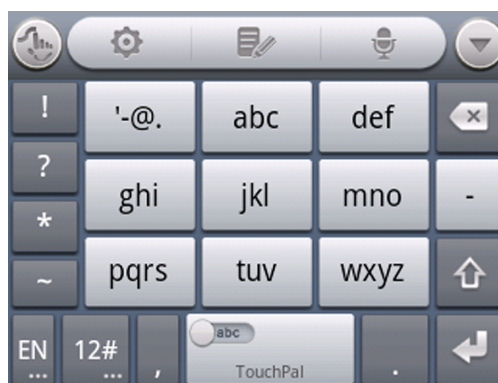 !
'-@. abc def
?
ghi jkl mno -
*
pqrs tuv wxyz
~
EN ... 12# ... , abc .
TouchPal